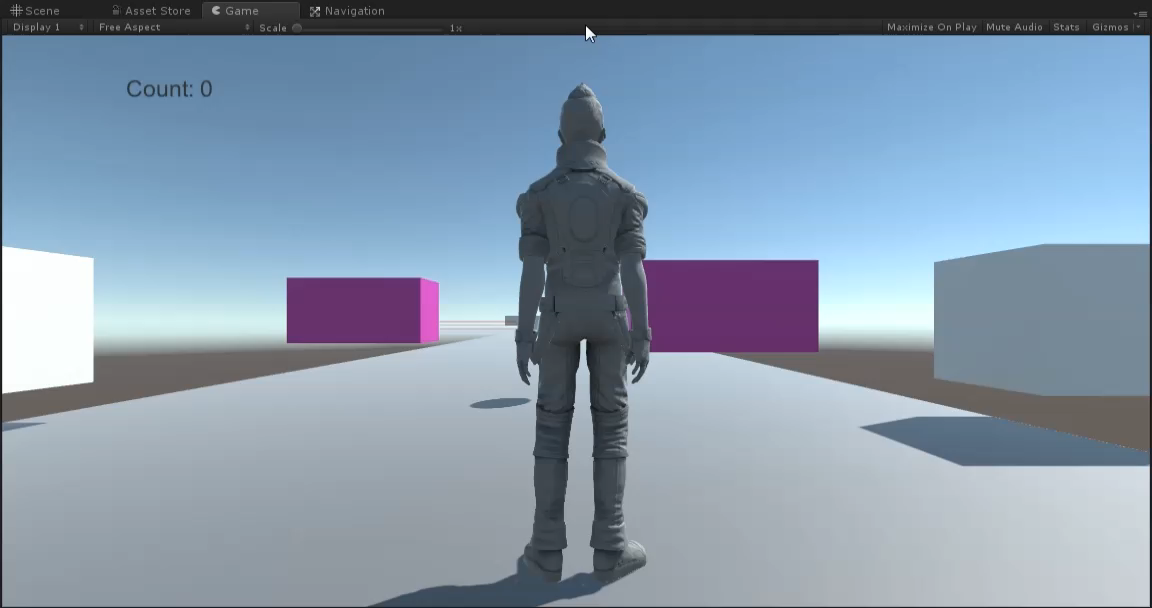 Scene Asset Store Game Navigation
Display 1 Free Aspect Scale 1x Maximize On Play Mute Audio Stats Gizmos
Count: 0